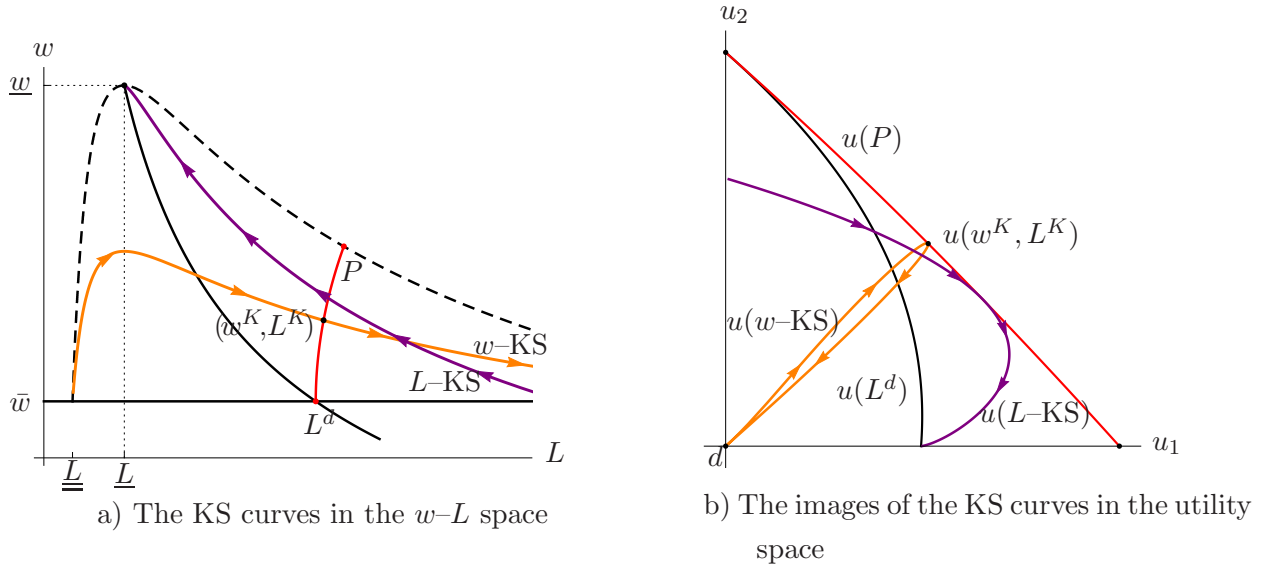 w
w̲
P
(w^K, L^K)
w–KS
L–KS
w̄
L^d
L
L̳
L̲
a) The KS curves in the w–L space
u₂
u(P)
u(w^K, L^K)
u(w–KS)
u(L^d)
u(L–KS)
d
u₁
b) The images of the KS curves in the utility
space